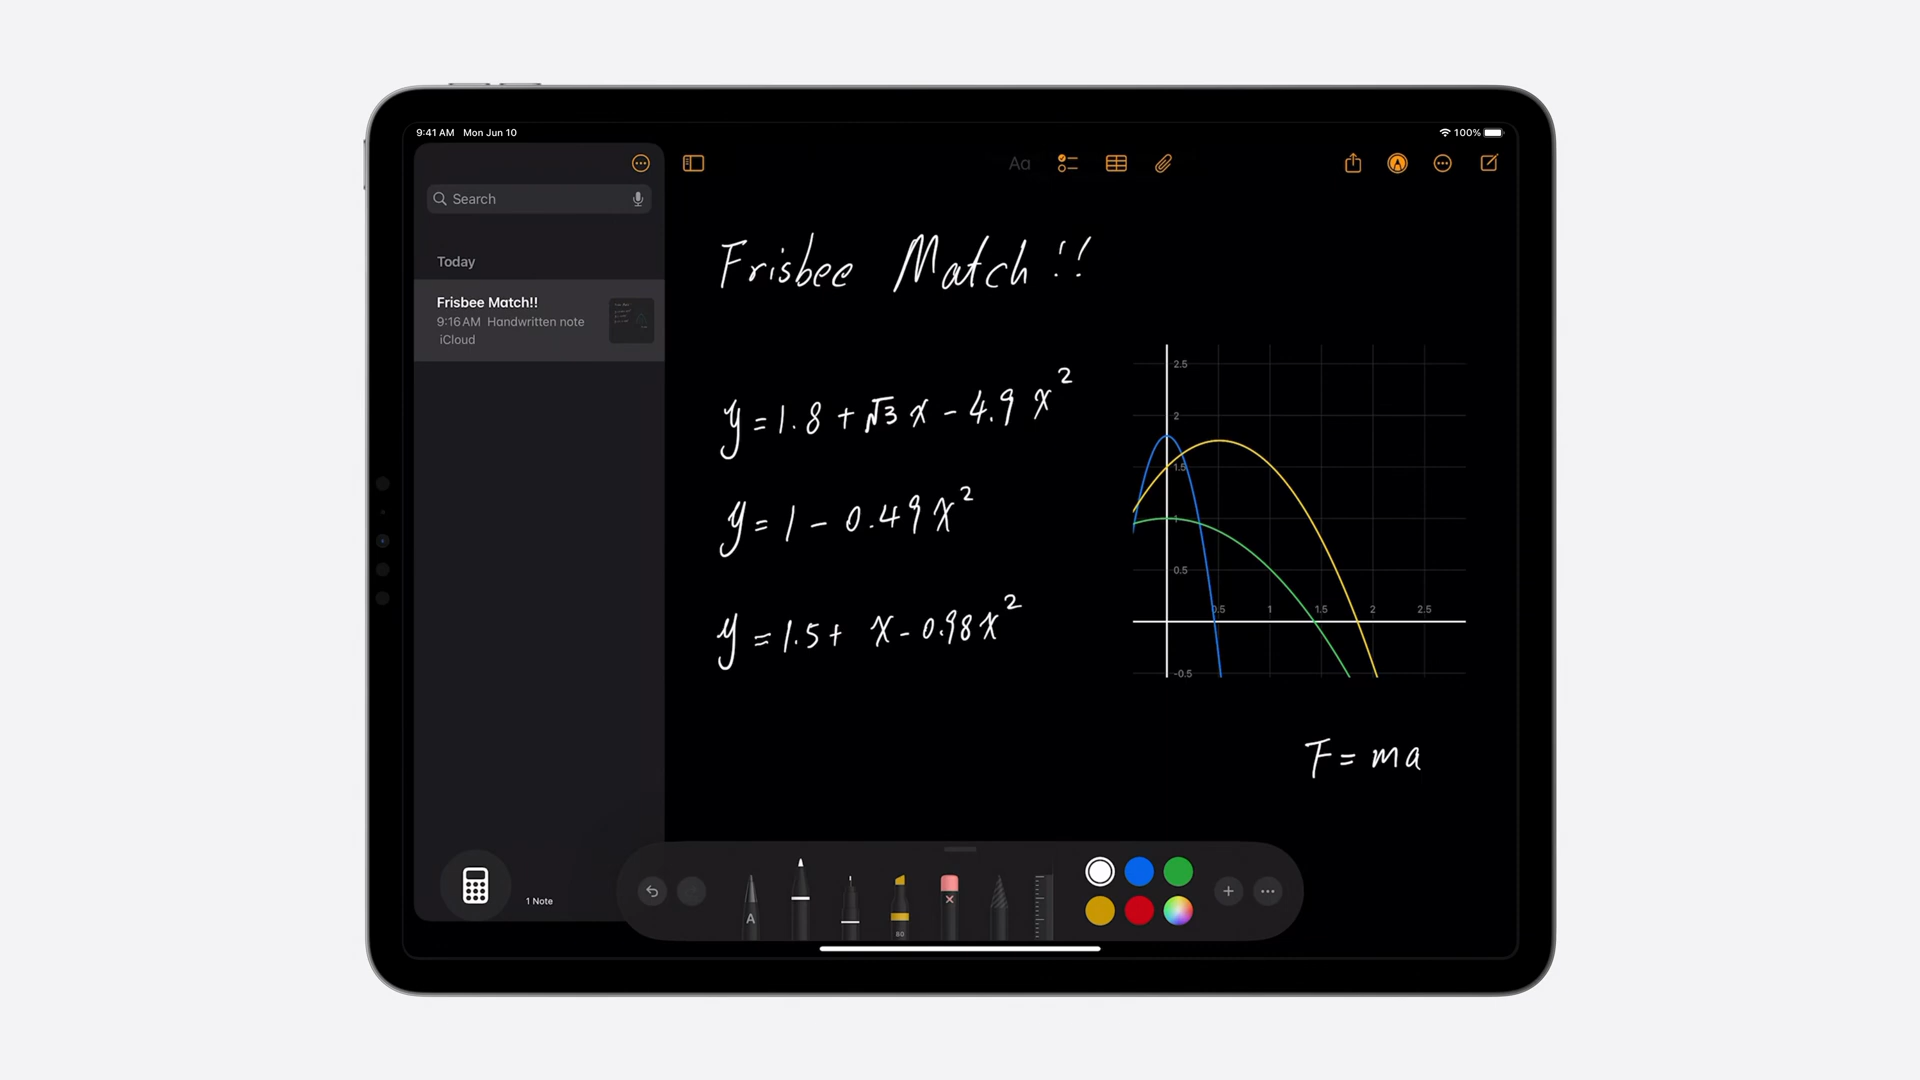 9:41 AM Mon Jun 10
100%
Aa
Search
Today
Frisbee Match!!
9:16 AM Handwritten note
iCloud
1 Note
Frisbee Match!!
y = 1.8 + √3 x - 4.9 x²
y = 1 - 0.49 x²
y = 1.5 + x - 0.98 x²
2.5
2
1.5
1
0.5
0.5 1 1.5 2 2.5
-0.5
F = ma
A
80